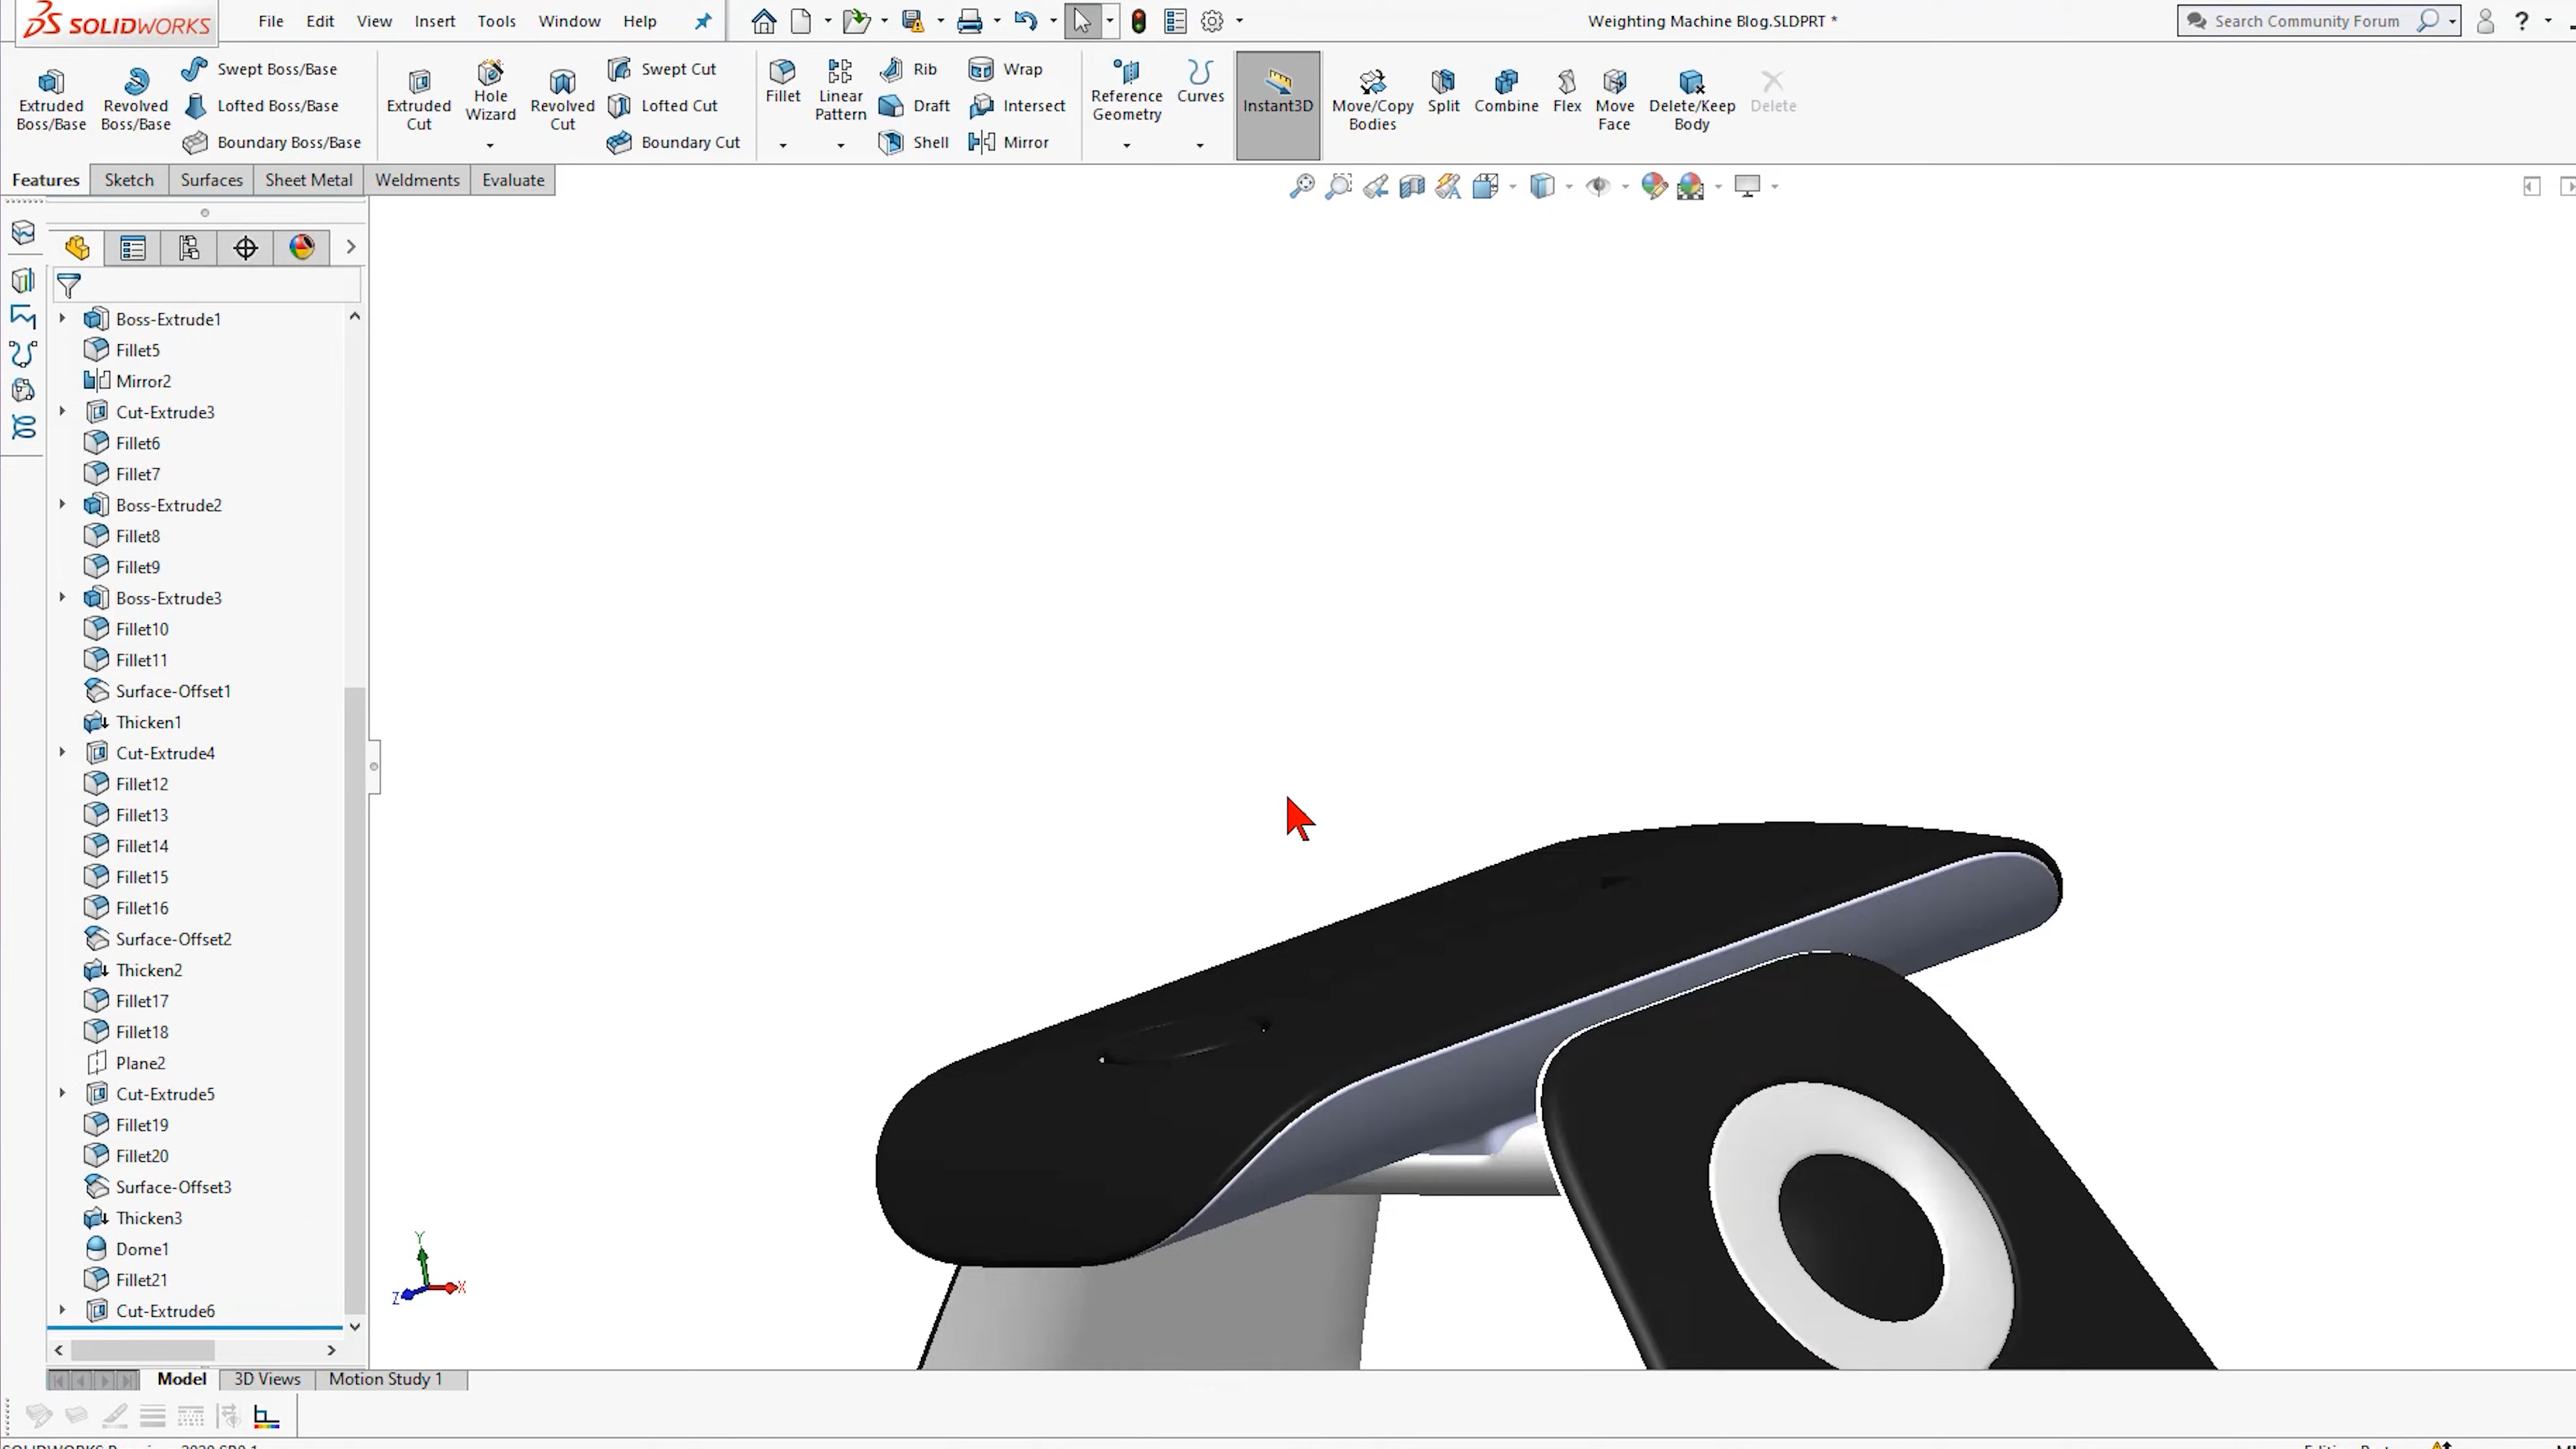 SOLIDWORKS File Edit View Insert Tools Window Help Weighting Machine Blog.SLDPRT * Search Community Forum ?
Extruded Boss/Base
Revolved Boss/Base
Swept Boss/Base
Lofted Boss/Base
Boundary Boss/Base
Extruded Cut
Hole Wizard
Revolved Cut
Swept Cut
Lofted Cut
Boundary Cut
Fillet
Linear Pattern
Rib
Draft
Shell
Wrap
Intersect
Mirror
Reference Geometry
Curves
Instant3D
Move/Copy Bodies
Split
Combine
Flex
Move Face
Delete/Keep Body
Delete
Features Sketch Surfaces Sheet Metal Weldments Evaluate
Boss-Extrude1
Fillet5
Mirror2
Cut-Extrude3
Fillet6
Fillet7
Boss-Extrude2
Fillet8
Fillet9
Boss-Extrude3
Fillet10
Fillet11
Surface-Offset1
Thicken1
Cut-Extrude4
Fillet12
Fillet13
Fillet14
Fillet15
Fillet16
Surface-Offset2
Thicken2
Fillet17
Fillet18
Plane2
Cut-Extrude5
Fillet19
Fillet20
Surface-Offset3
Thicken3
Dome1
Fillet21
Cut-Extrude6
Y
Z X
Model 3D Views Motion Study 1